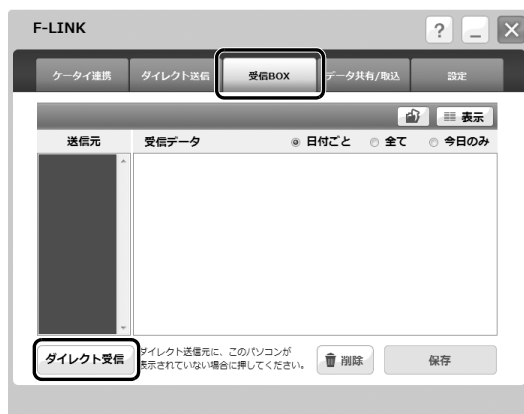 F-LINK
?
ケータイ連携 ダイレクト送信 受信BOX データ共有/取込 設定
表示
送信元 受信データ 日付ごと 全て 今日のみ
ダイレクト受信
ダイレクト送信元に、このパソコンが
表示されていない場合に押してください。
削除 保存